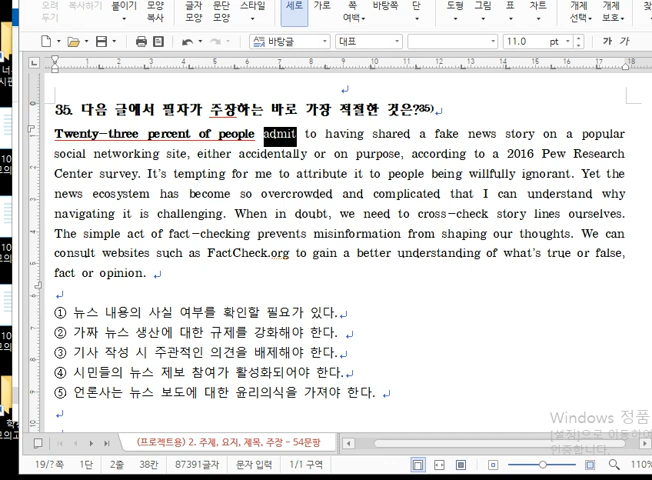 오려 복사하기 붙이기 모양 글자 문단 스타일 세로 가로 쪽 바탕쪽 단 도형 그림 표 차트 개체 개체
두기 복사 모양 모양 여백 선택 보호
바탕글 대표 11.0 pt 가 가
35. 다음 글에서 필자가 주장하는 바로 가장 적절한 것은?35)
Twenty-three percent of people admit to having shared a fake news story on a popular
social networking site, either accidentally or on purpose, according to a 2016 Pew Research
Center survey. It's tempting for me to attribute it to people being willfully ignorant. Yet the
news ecosystem has become so overcrowded and complicated that I can understand why
navigating it is challenging. When in doubt, we need to cross-check story lines ourselves.
The simple act of fact-checking prevents misinformation from shaping our thoughts. We can
consult websites such as FactCheck.org to gain a better understanding of what's true or false,
fact or opinion.
① 뉴스 내용의 사실 여부를 확인할 필요가 있다.
② 가짜 뉴스 생산에 대한 규제를 강화해야 한다.
③ 기사 작성 시 주관적인 의견을 배제해야 한다.
④ 시민들의 뉴스 제보 참여가 활성화되어야 한다.
⑤ 언론사는 뉴스 보도에 대한 윤리의식을 가져야 한다.
Windows 정품
[설정]으로 이동하여
인증합니다.
(프로젝트용) 2. 주제, 요지, 제목, 주장 - 54문항
19/?쪽 1단 2줄 38칸 87391글자 문자 입력 1/1 구역 110%